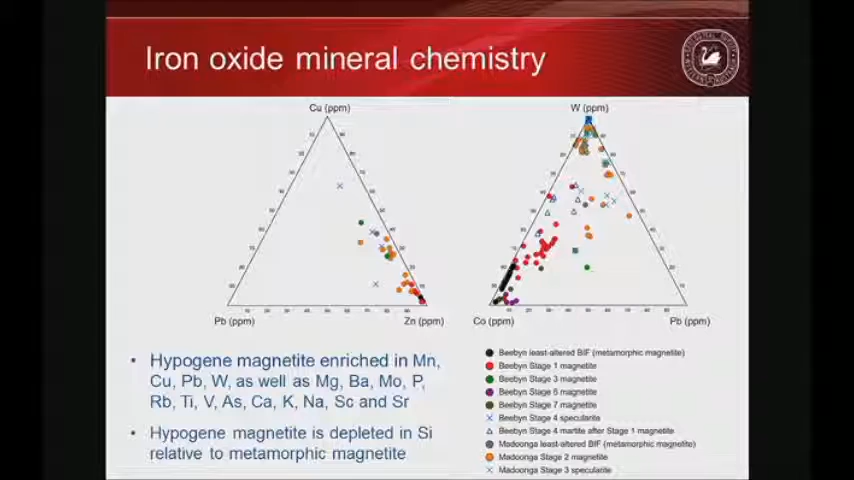 Iron oxide mineral chemistry
Cu (ppm)
W (ppm)
Pb (ppm)
Zn (ppm)
Co (ppm)
Pb (ppm)
• Hypogene magnetite enriched in Mn,
Cu, Pb, W, as well as Mg, Ba, Mo, P,
Rb, Ti, V, As, Ca, K, Na, Sc and Sr
• Hypogene magnetite is depleted in Si
relative to metamorphic magnetite
Beebyn least-altered BIF (metamorphic magnetite)
Beebyn Stage 1 magnetite
Beebyn Stage 3 magnetite
Beebyn Stage 6 magnetite
Beebyn Stage 7 magnetite
Beebyn Stage 4 specularite
Beebyn Stage 4 martite after Stage 1 magnetite
Madoonga least-altered BIF (metamorphic magnetite)
Madoonga Stage 2 magnetite
Madoonga Stage 3 specularite